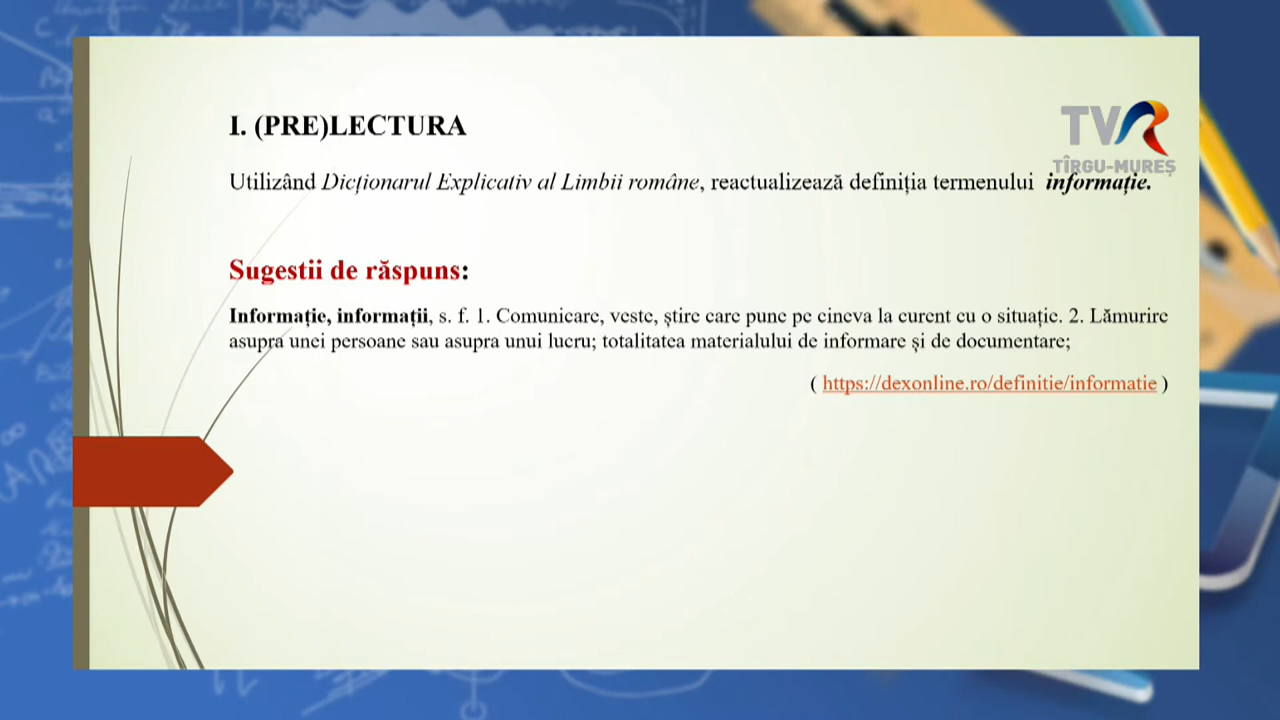 I. (PRE)LECTURA
TVR
TÎRGU-MUREȘ
Utilizând Dicționarul Explicativ al Limbii române, reactualizează definiția termenului informație.
Sugestii de răspuns:
Informație, informații, s. f. 1. Comunicare, veste, știre care pune pe cineva la curent cu o situație. 2. Lămurire
asupra unei persoane sau asupra unui lucru; totalitatea materialului de informare și de documentare;
( https://dexonline.ro/definitie/informatie )